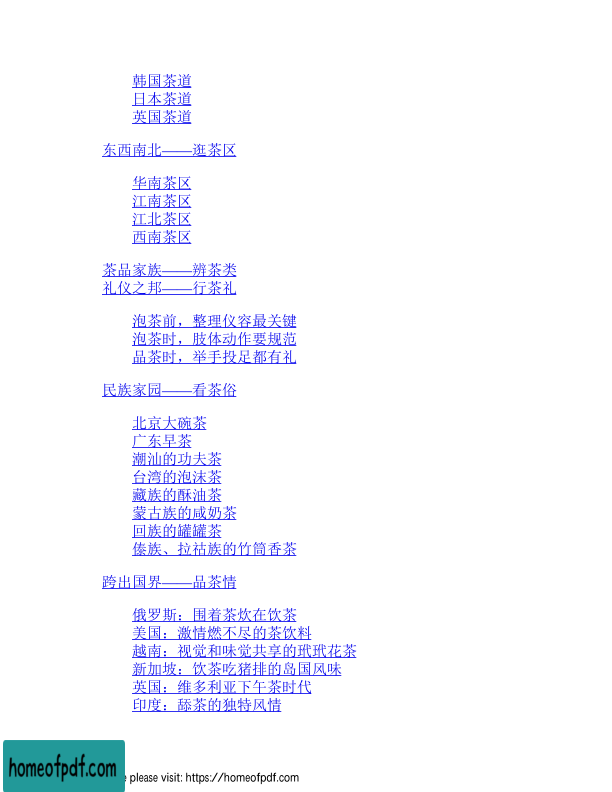 韩国茶道
日本茶道
英国茶道
东西南北——逛茶区
华南茶区
江南茶区
江北茶区
西南茶区
茶品家族——辨茶类
礼仪之邦——行茶礼
泡茶前，整理仪容最关键
泡茶时，肢体动作要规范
品茶时，举手投足都有礼
民族家园——看茶俗
北京大碗茶
广东早茶
潮汕的功夫茶
台湾的泡沫茶
藏族的酥油茶
蒙古族的咸奶茶
回族的罐罐茶
傣族、拉祜族的竹筒香茶
跨出国界——品茶情
俄罗斯：围着茶炊在饮茶
美国：激情燃不尽的茶饮料
越南：视觉和味觉共享的玳玳花茶
新加坡：饮茶吃猪排的岛国风味
英国：维多利亚下午茶时代
印度：舔茶的独特风情
homeofpdf.com
please visit: https://homeofpdf.com